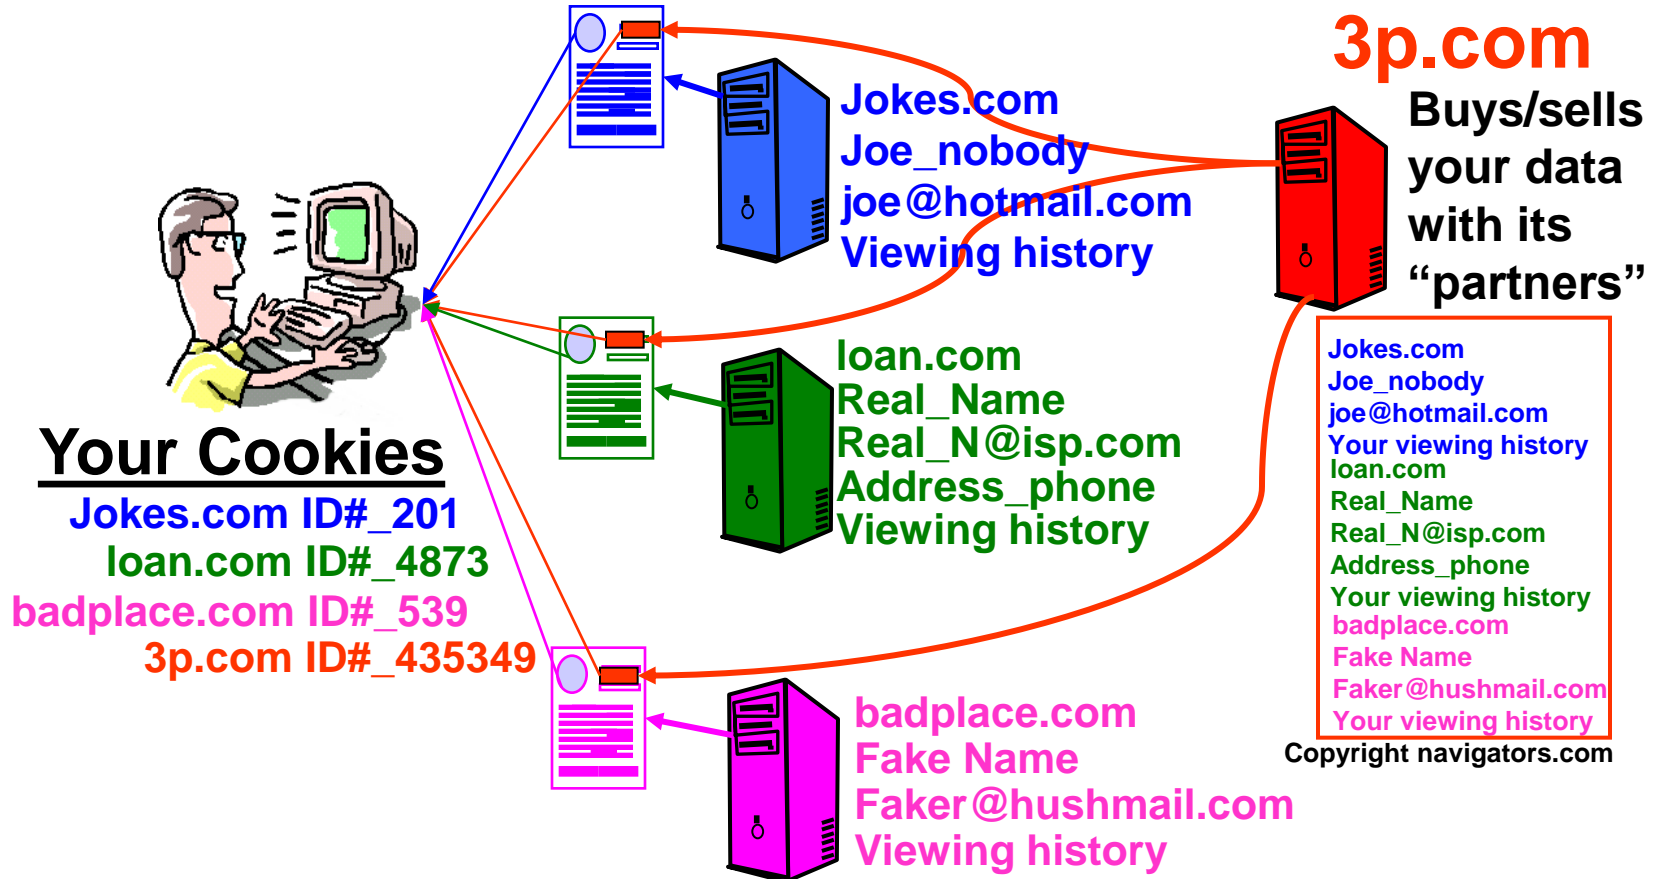 3p.com
Buys/sells
your data
with its
“partners”
Jokes.com
Joe_nobody
joe@hotmail.com
Viewing history
loan.com
Real_Name
Real_N@isp.com
Address_phone
Viewing history
Your Cookies
Jokes.com ID#_201
loan.com ID#_4873
badplace.com ID#_539
3p.com ID#_435349
badplace.com
Fake Name
Faker@hushmail.com
Viewing history
Jokes.com
Joe_nobody
joe@hotmail.com
Your viewing history
loan.com
Real_Name
Real_N@isp.com
Address_phone
Your viewing history
badplace.com
Fake Name
Faker@hushmail.com
Your viewing history
Copyright navigators.com